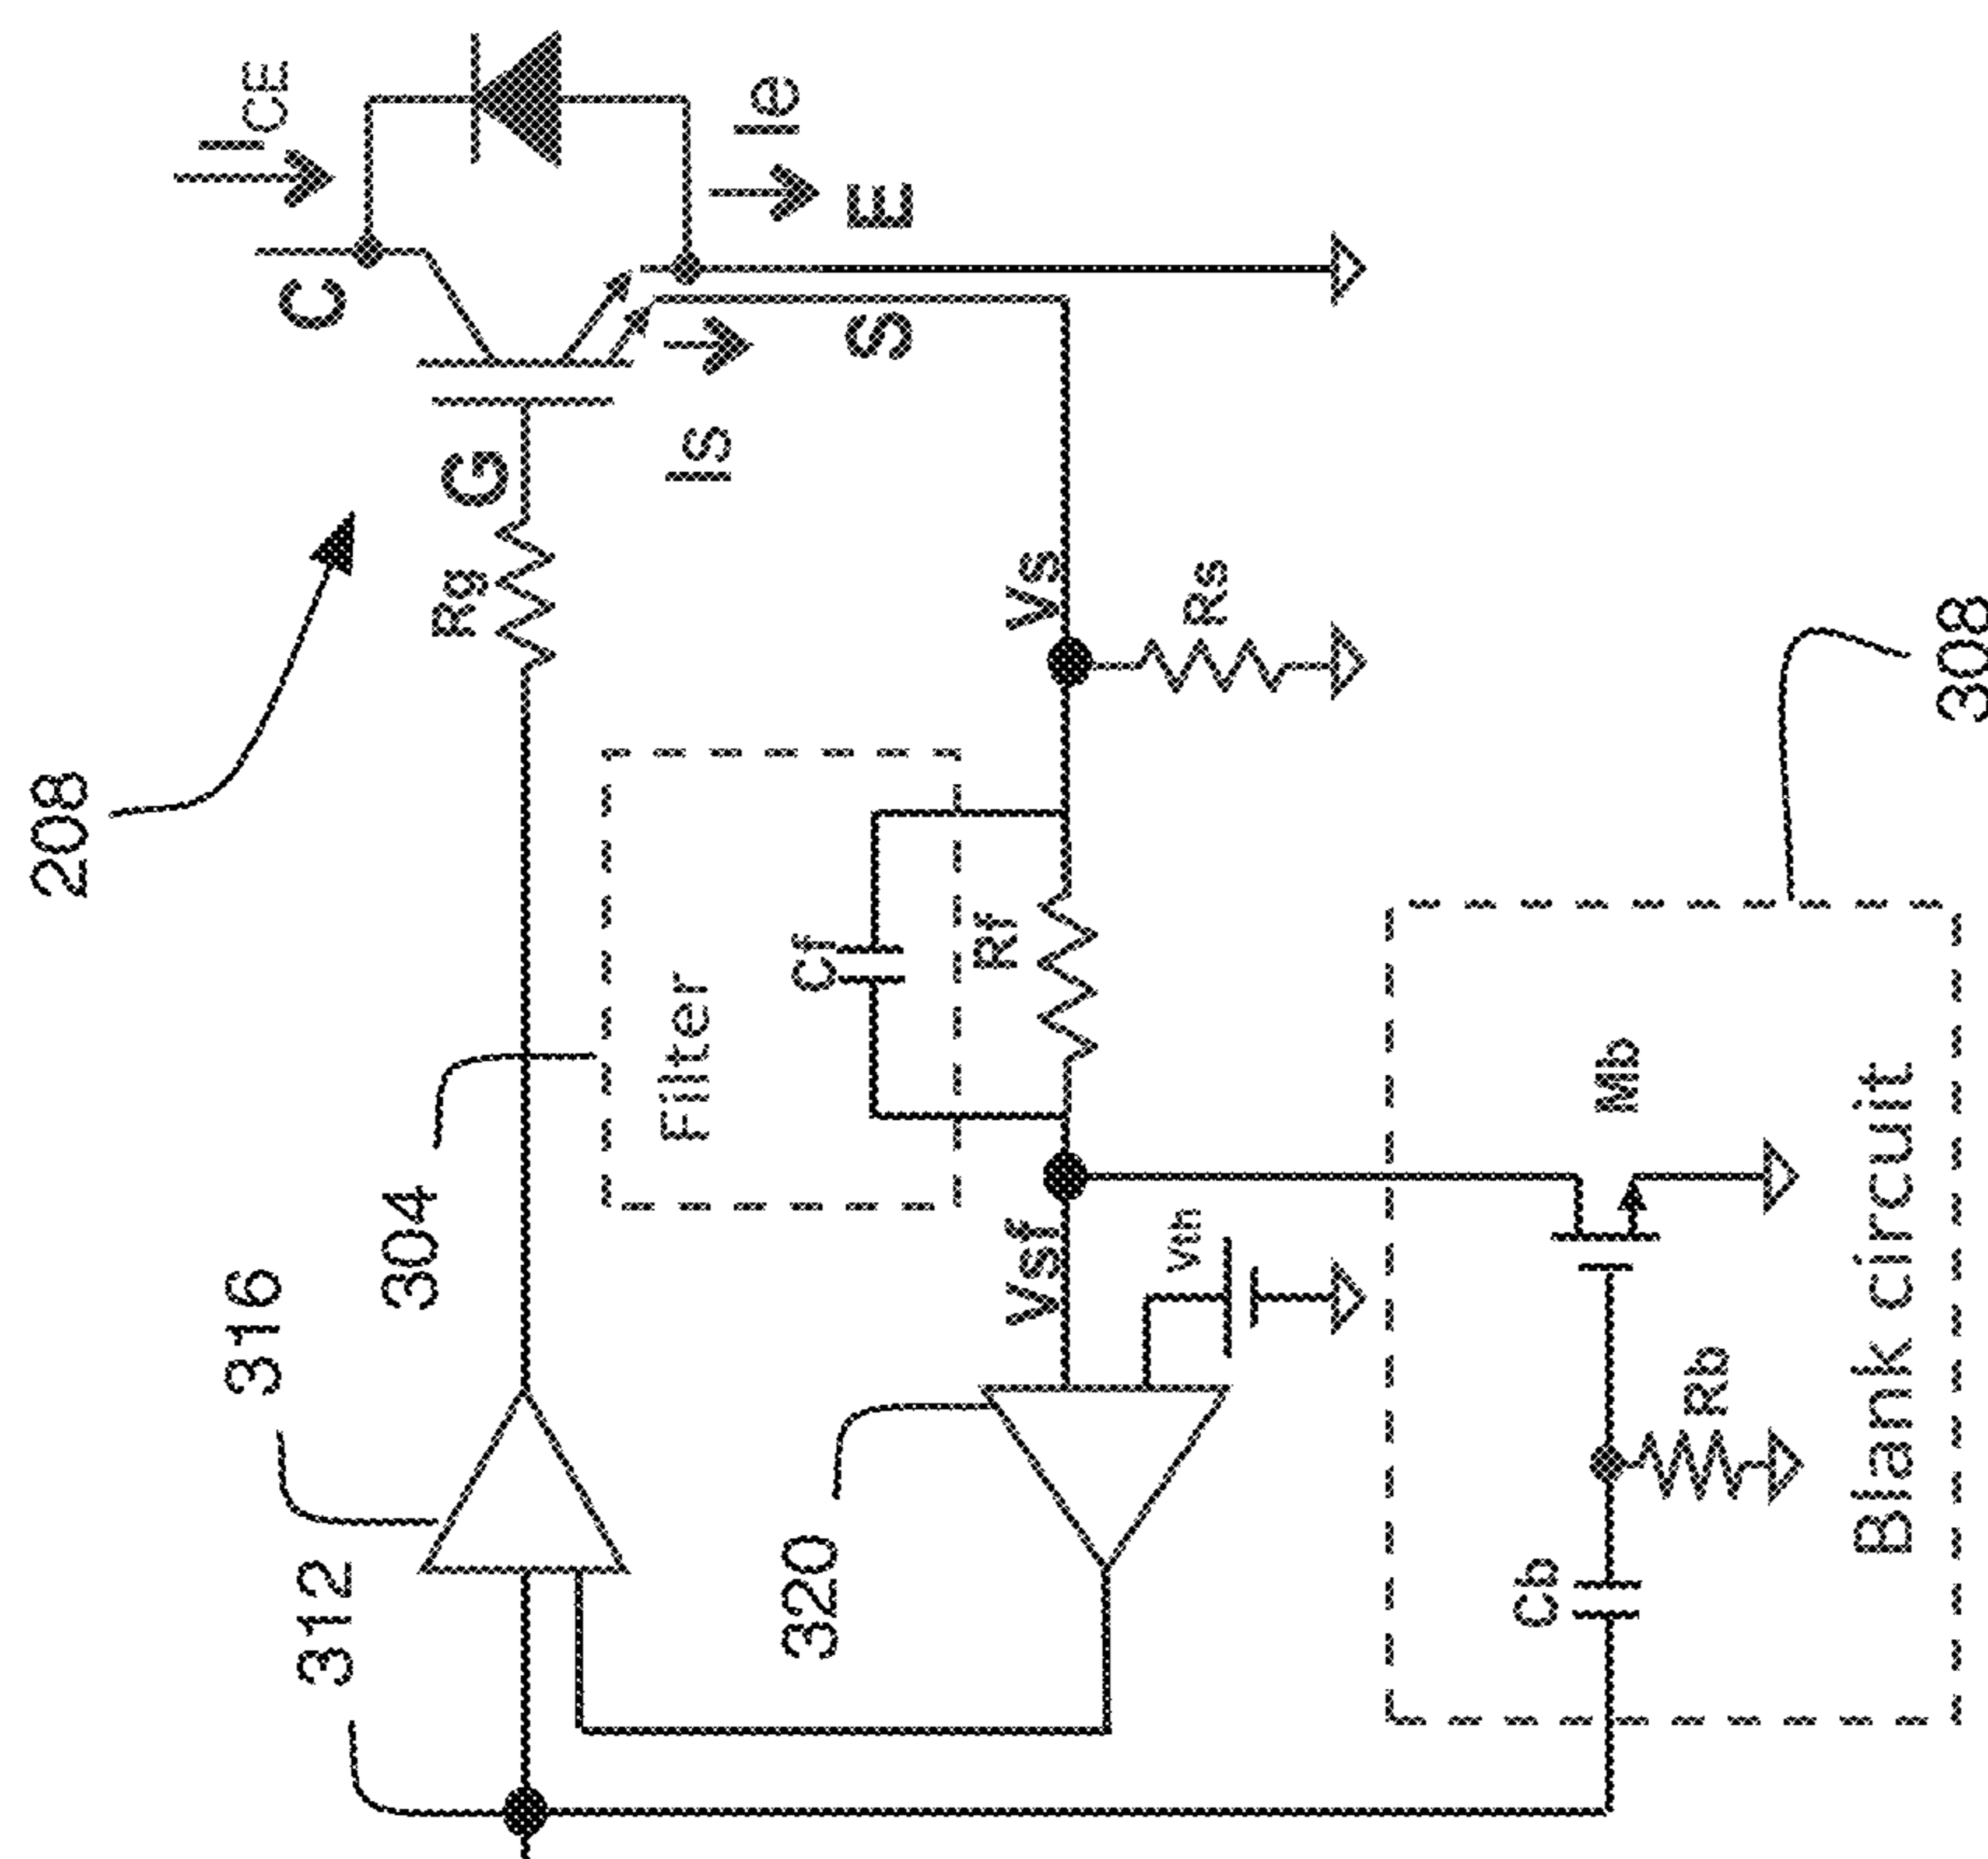 208
312
316
304
Rg
G
C
ICE
Ie
E
S
IS
Filter
Cf
Rf
Vs
Rs
320
Vsf
Vth
Cb
Rb
Mb
Blank circuit
308